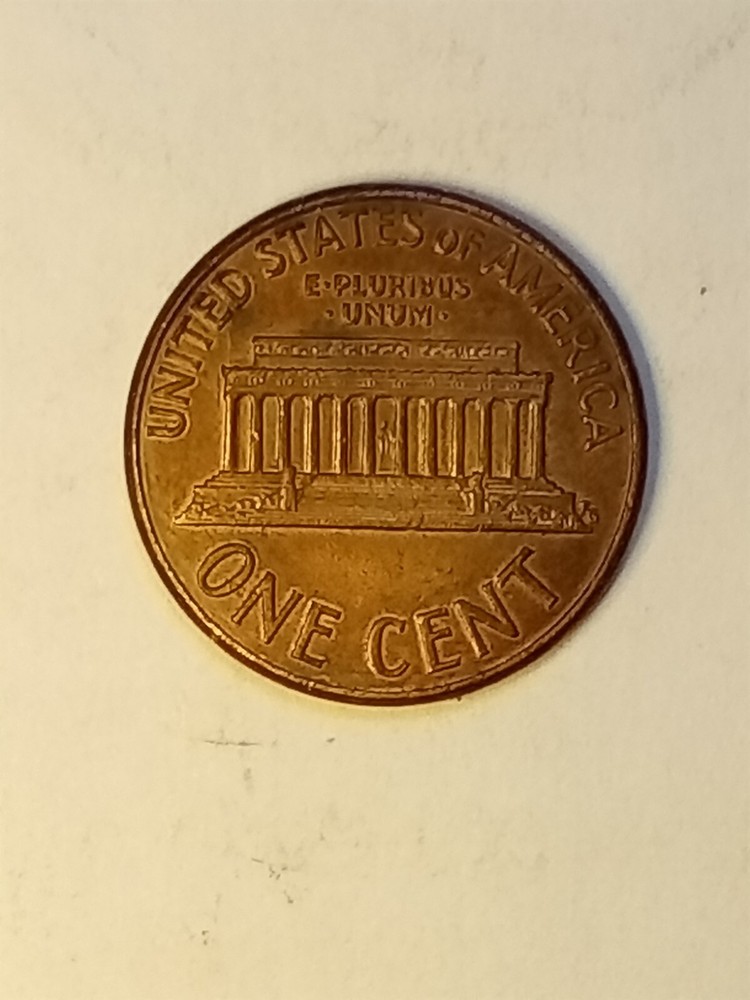 UNITED STATES OF AMERICA
E·PLURIBUS
·UNUM·
ONE CENT